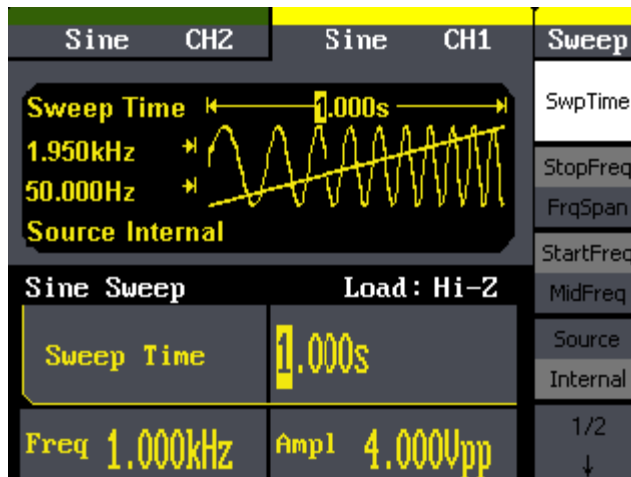 Sine CH2 Sine CH1 Sweep
Sweep Time 1.000s
1.950kHz
50.000Hz
Source Internal
SwpTime
StopFreq
FrqSpan
StartFreq
MidFreq
Source
Internal
1/2
↓
Sine Sweep Load: Hi-Z
Sweep Time 1.000s
Freq 1.000kHz Ampl 4.000Vpp